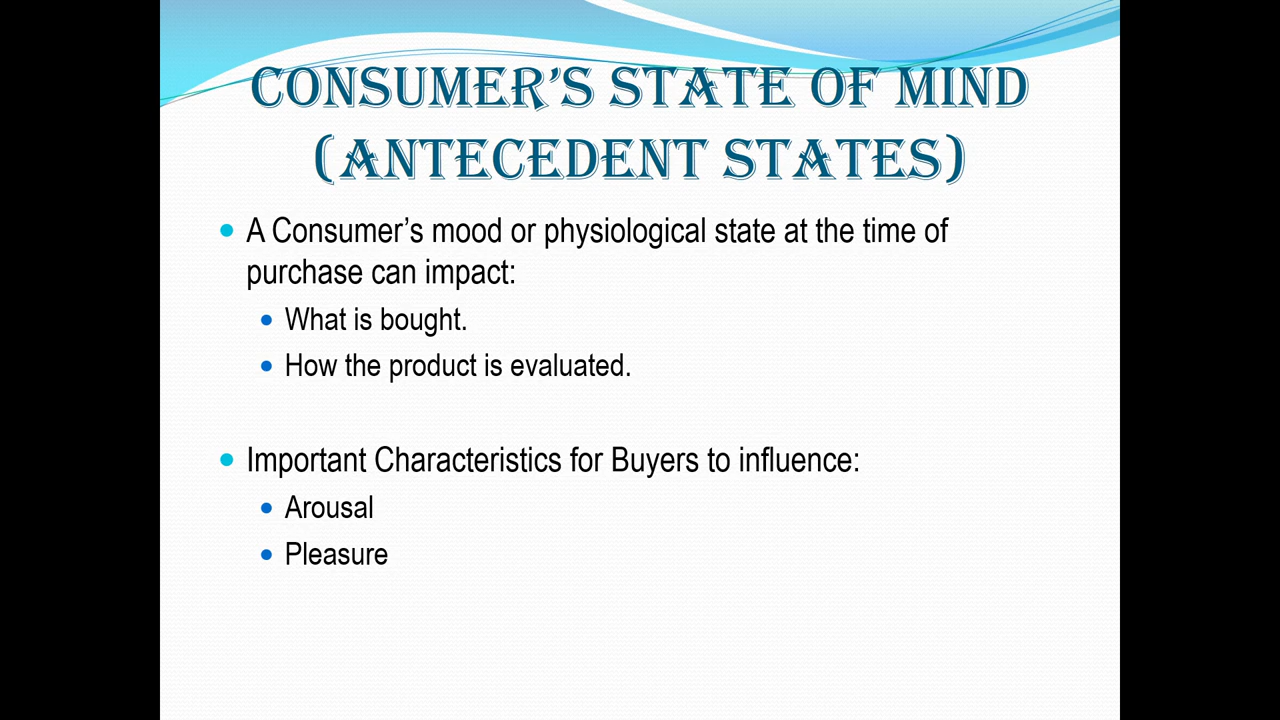 Consumer’s State of Mind
(Antecedent States)
A Consumer’s mood or physiological state at the time of
purchase can impact:
What is bought.
How the product is evaluated.
Important Characteristics for Buyers to influence:
Arousal
Pleasure